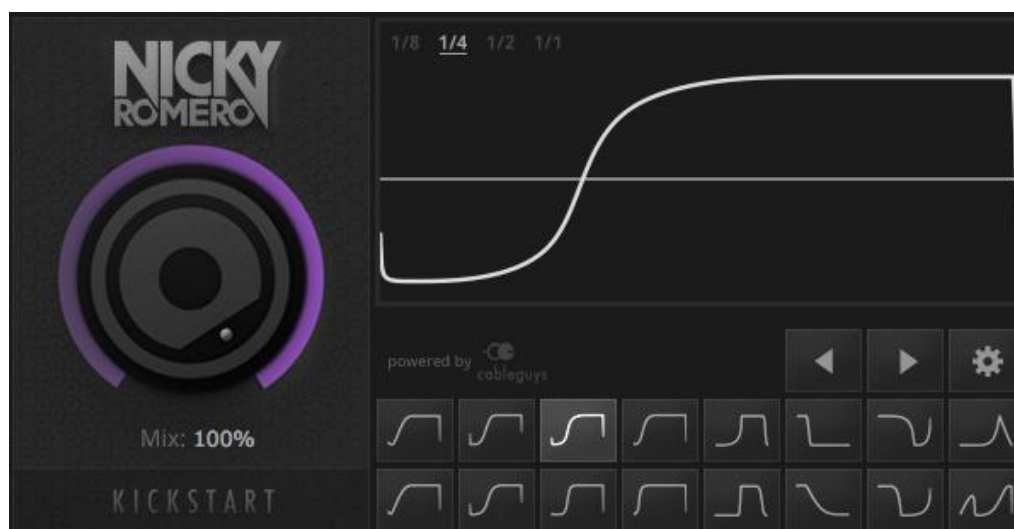 NICKY
ROMERO
1/8 1/4 1/2 1/1
powered by cableguys
Mix: 100%
KICKSTART